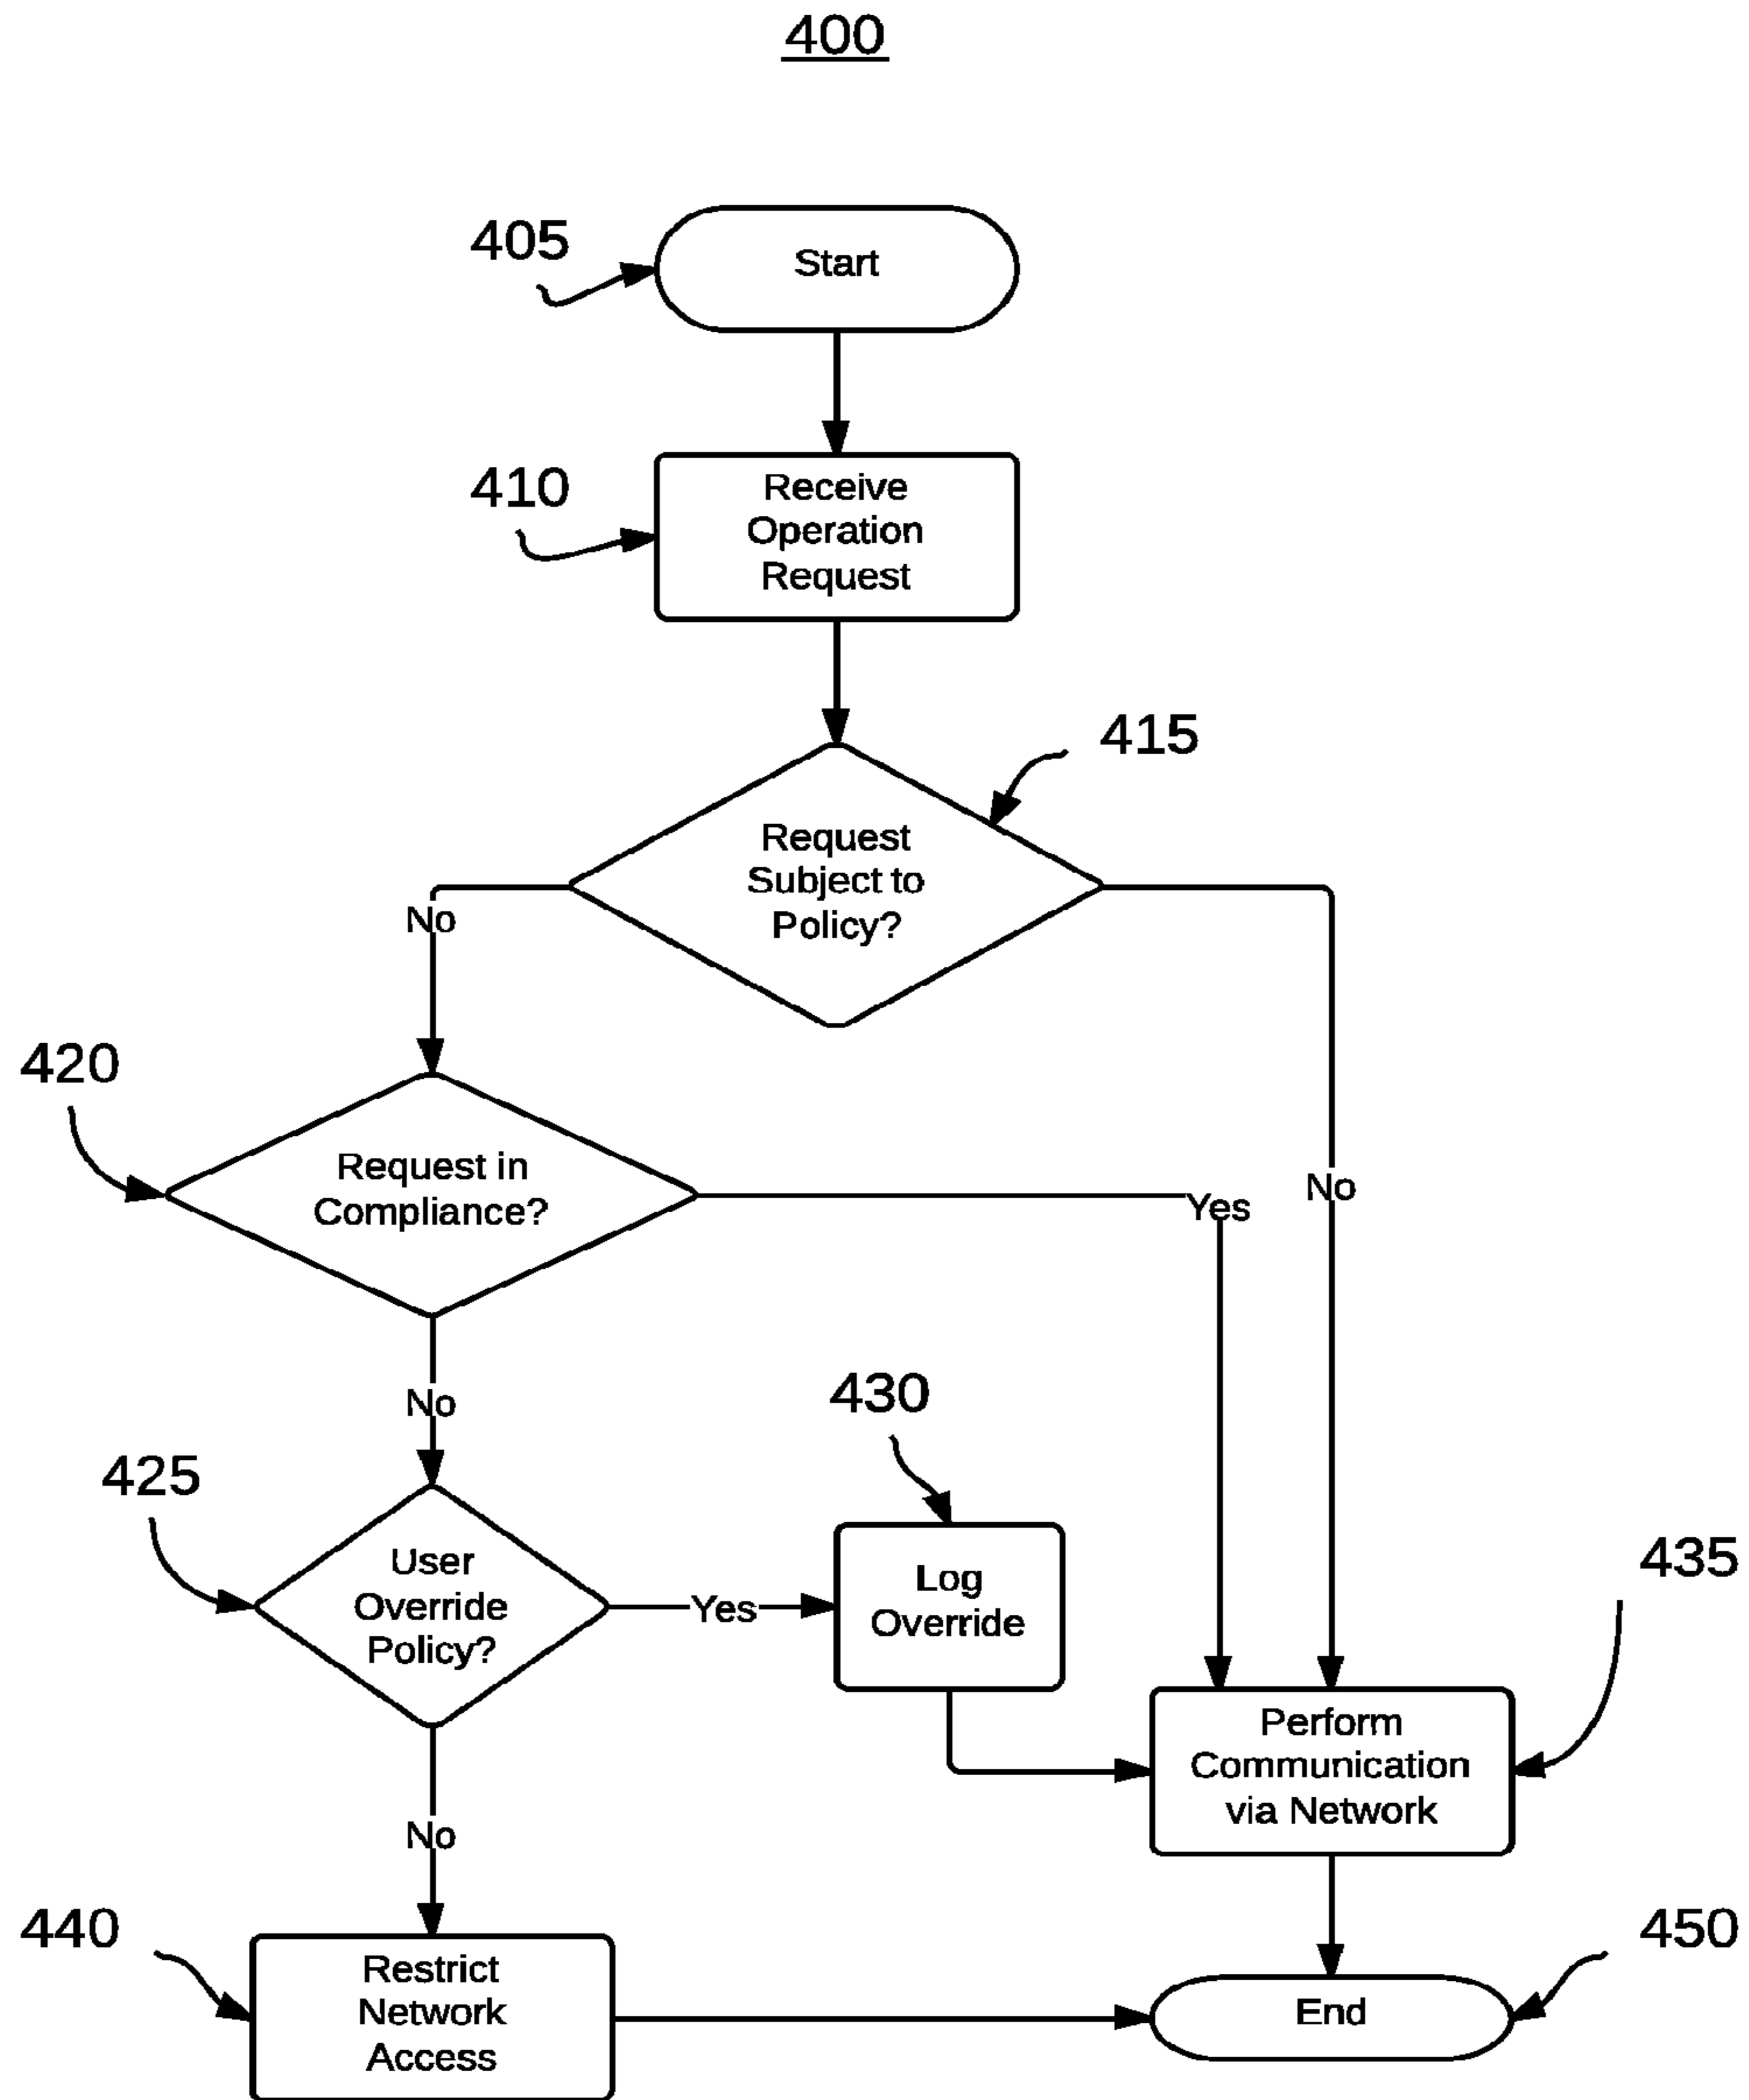 400
405
Start
410
Receive
Operation
Request
415
Request
Subject to
Policy?
No
No
420
Request in
Compliance?
Yes
No
425
User
Override
Policy?
Yes
430
Log
Override
435
Perform
Communication
via Network
No
440
Restrict
Network
Access
450
End